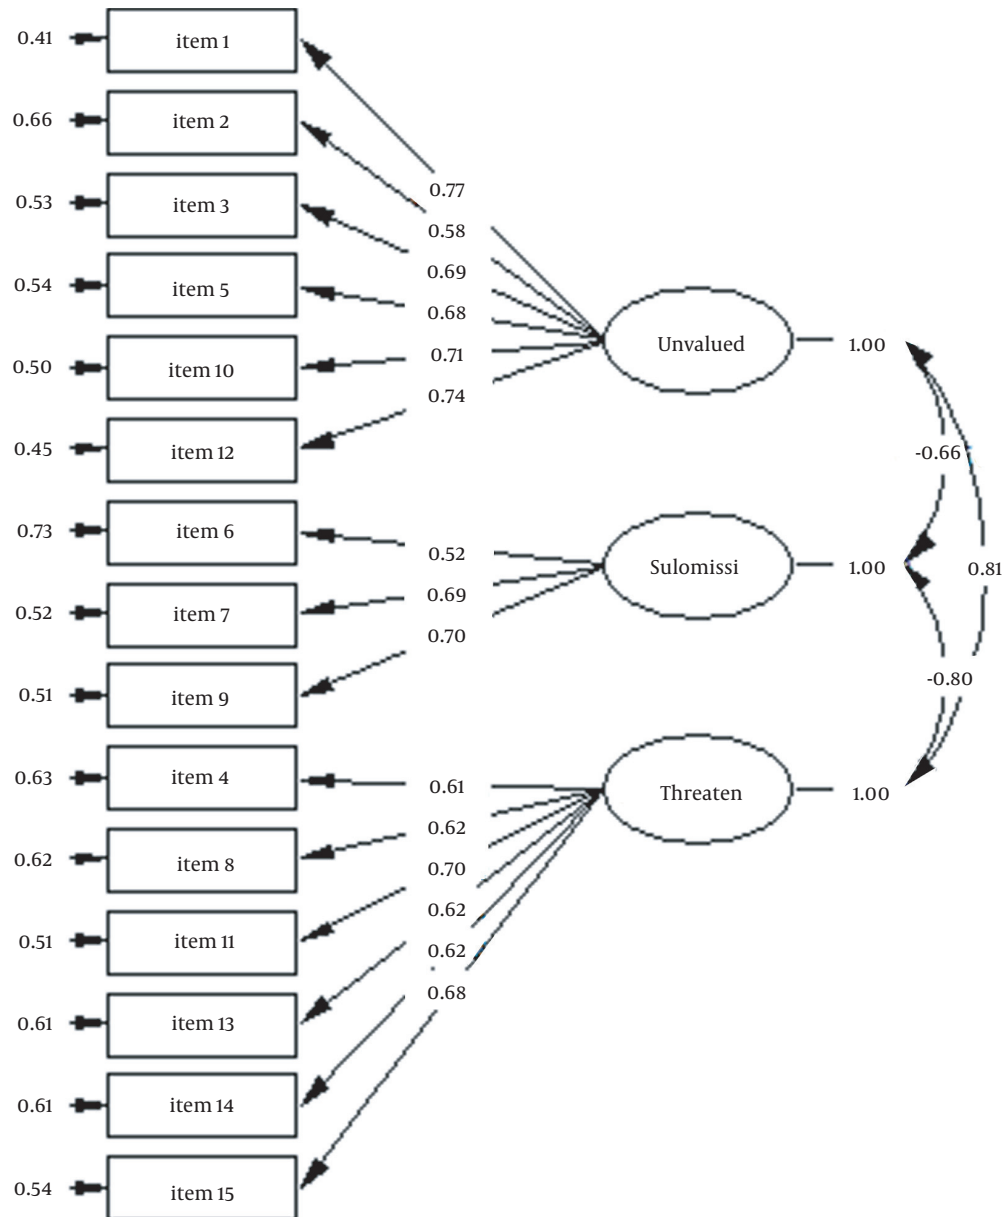 0.41 item 1
0.66 item 2
0.77
0.53 item 3
0.58
0.69
0.54 item 5
0.68
Unvalued 1.00
0.71
0.50 item 10
0.74
0.45 item 12
-0.66
0.73 item 6
0.52
Sulomissi 1.00 0.81
0.69
0.52 item 7
0.70
-0.80
0.51 item 9
0.63 item 4
0.61
Threaten 1.00
0.62
0.62 item 8
0.70
0.62
0.51 item 11
0.62
0.68
0.61 item 13
0.61 item 14
0.54 item 15